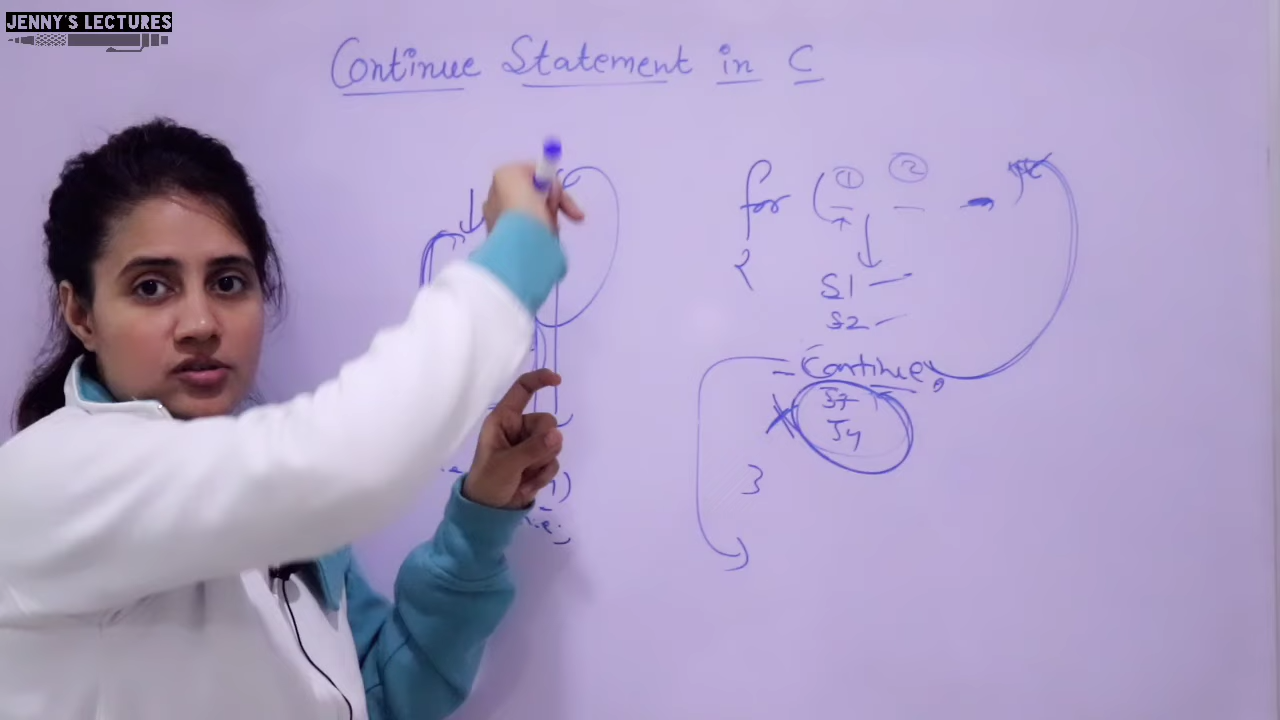 JENNY'S LECTURES
Continue Statement in C
for ( ① ② )
{
S1
S2
Continue;
S3
S4
}